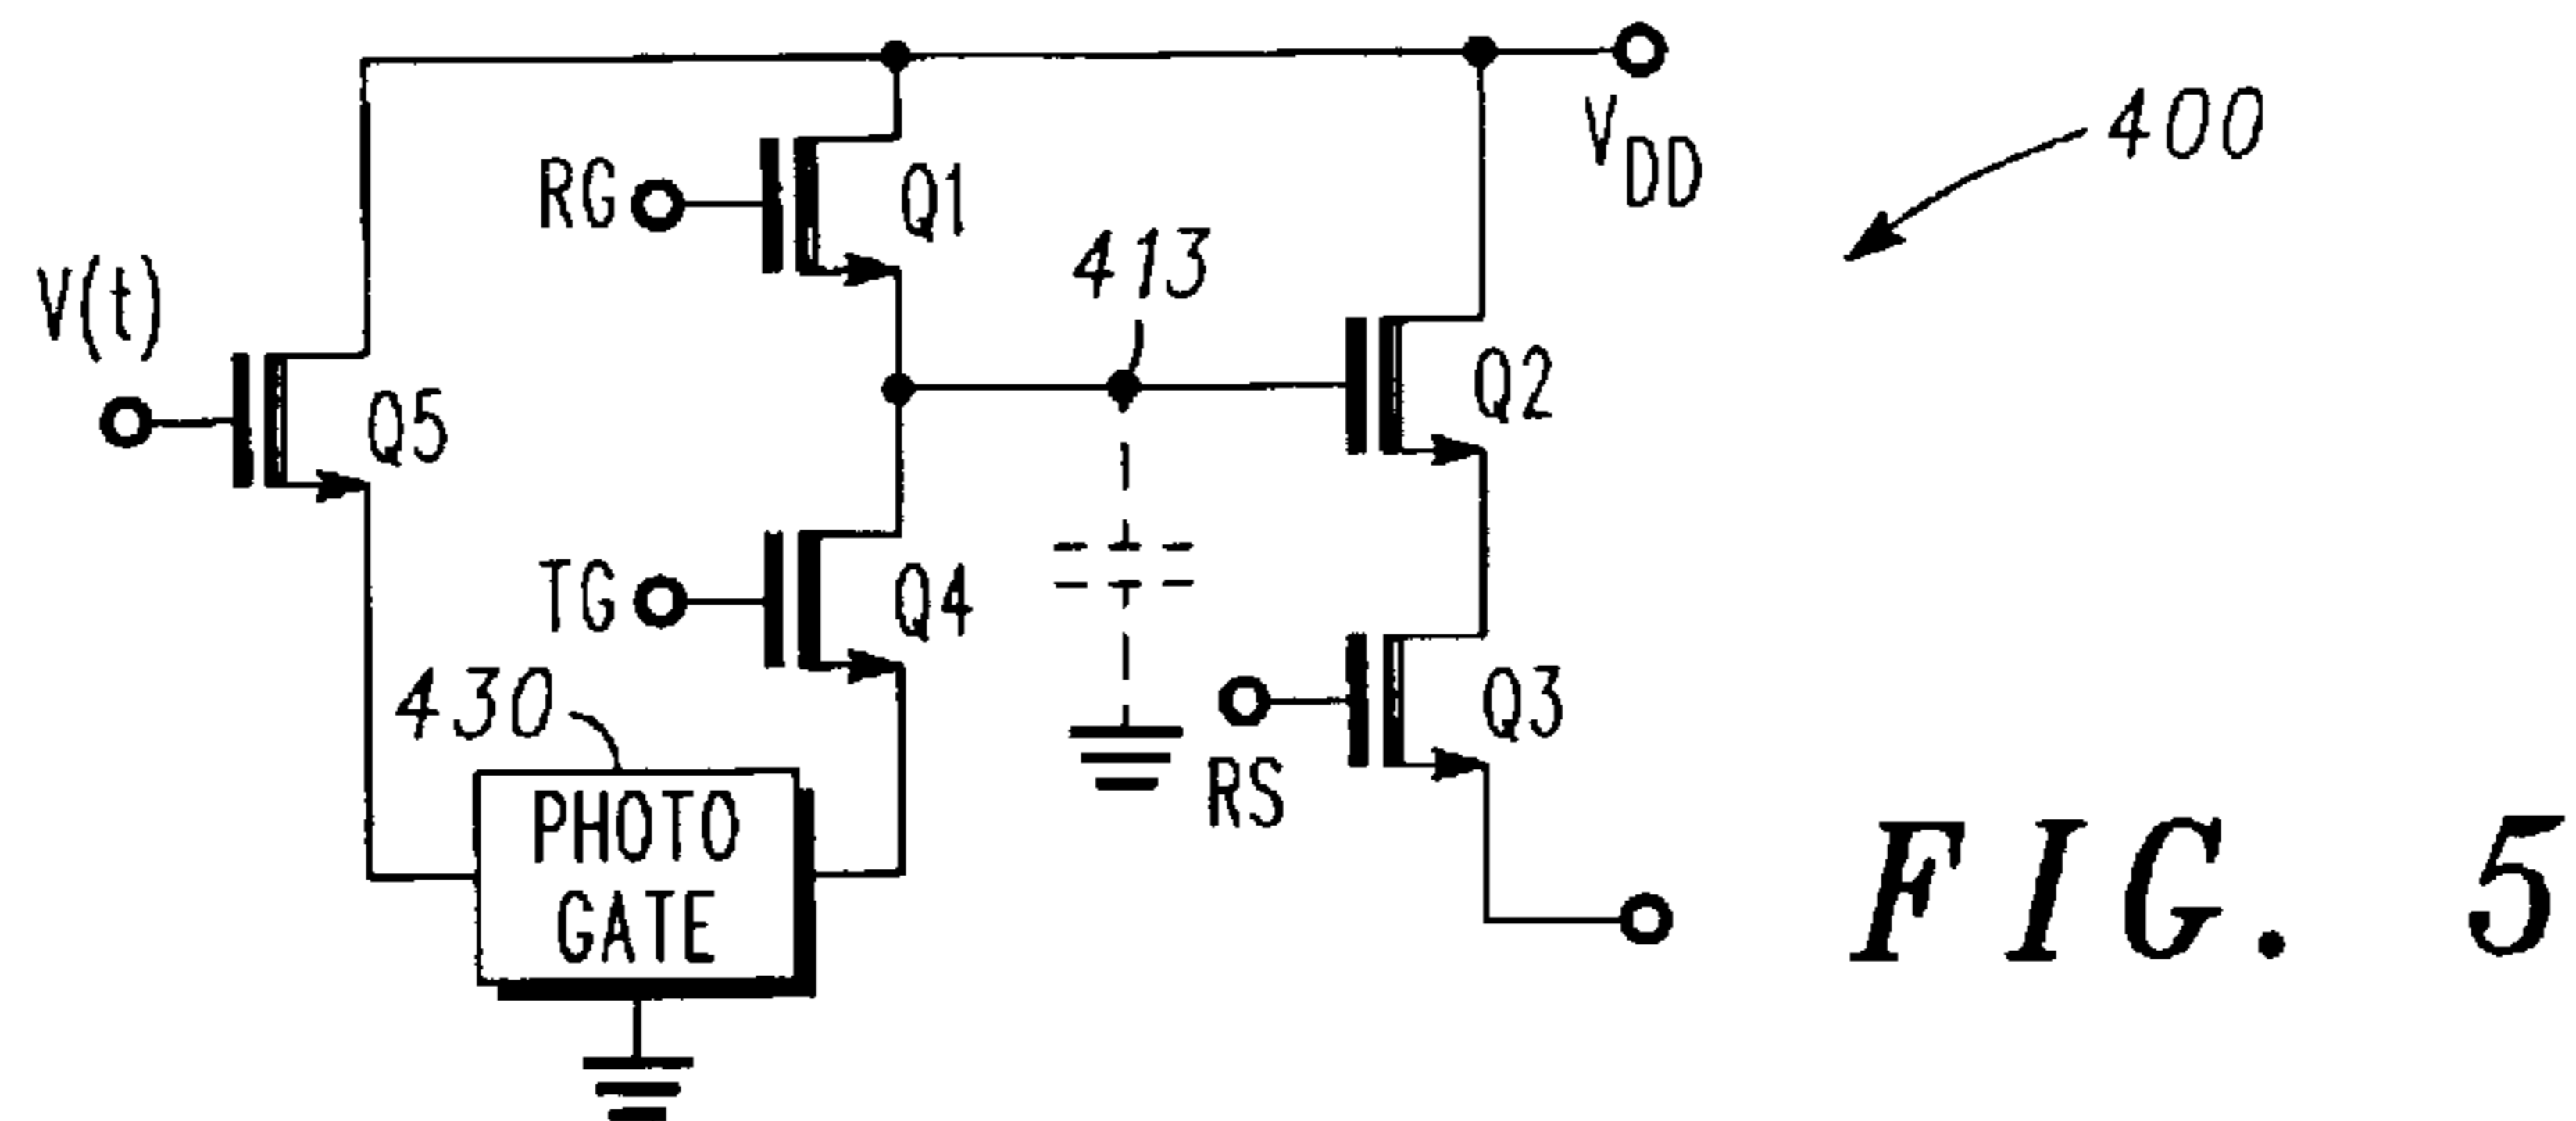 V_DD
400
RG
Q1
413
V(t)
Q5
Q2
TG
Q4
430
RS
Q3
PHOTO
GATE
FIG. 5